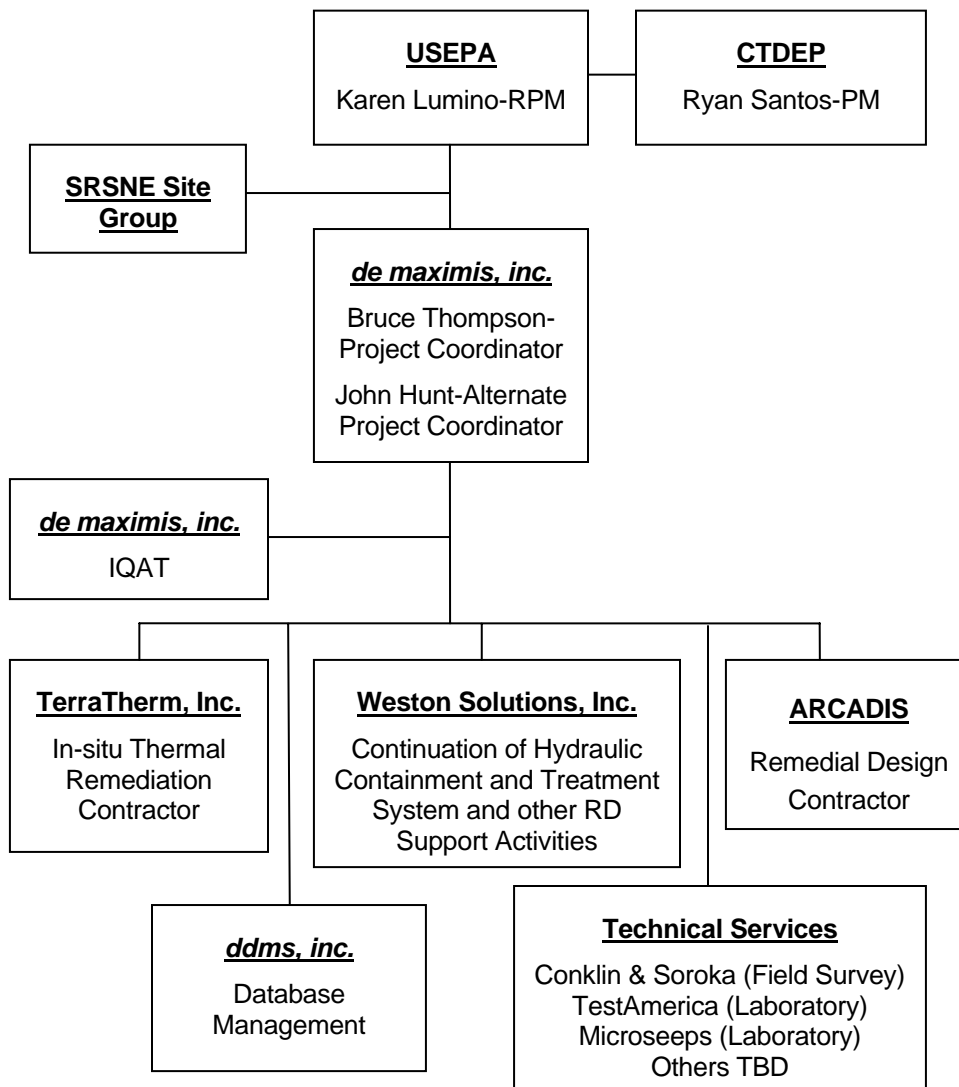 USEPA
Karen Lumino-RPM
CTDEP
Ryan Santos-PM
SRSNE Site
Group
de maximis, inc.
Bruce Thompson-
Project Coordinator
John Hunt-Alternate
Project Coordinator
de maximis, inc.
IQAT
TerraTherm, Inc.
In-situ Thermal
Remediation
Contractor
Weston Solutions, Inc.
Continuation of Hydraulic
Containment and Treatment
System and other RD
Support Activities
ARCADIS
Remedial Design
Contractor
ddms, inc.
Database
Management
Technical Services
Conklin & Soroka (Field Survey)
TestAmerica (Laboratory)
Microseeps (Laboratory)
Others TBD